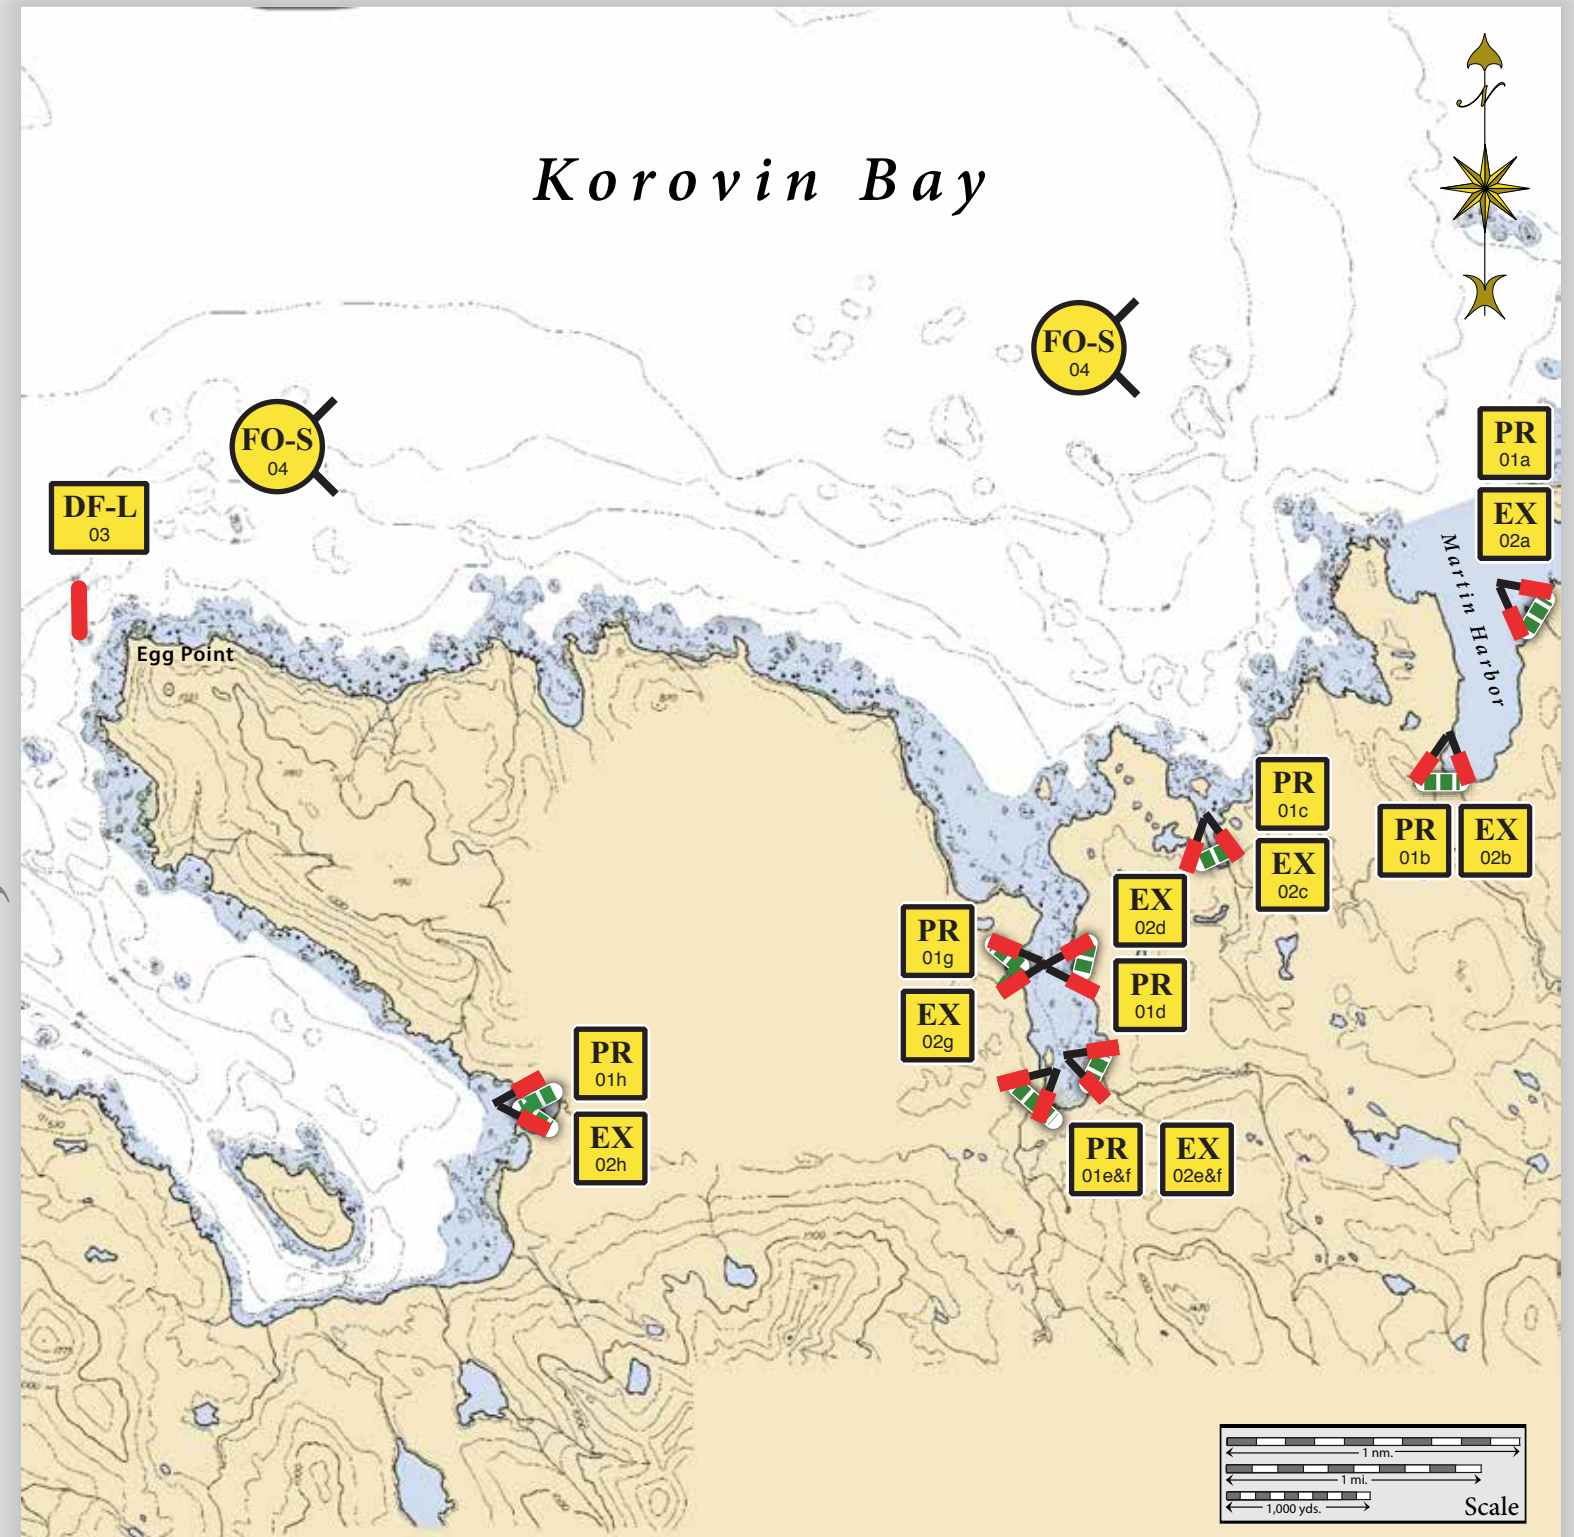 N
Korovin Bay
FO-S
04
FO-S
04
DF-L
03
PR
01a
EX
02a
Martin Harbor
Egg Point
PR
01c
EX
02c
PR
01b
EX
02b
EX
02d
PR
01d
PR
01g
EX
02g
PR
01h
EX
02h
PR
01e&f
EX
02e&f
1 nm.
1 mi.
1,000 yds.
Scale